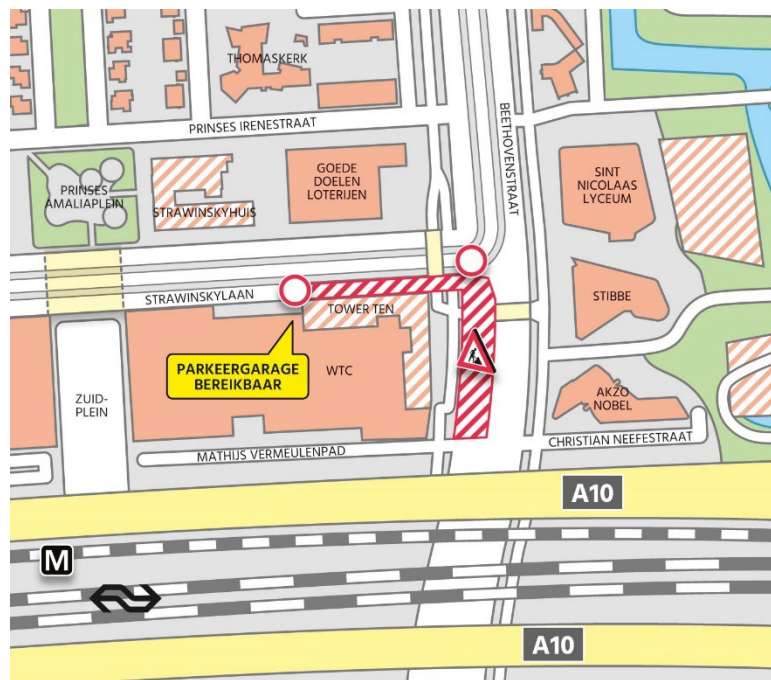 THOMASKERK
PRINSES IRENESTRAAT
BEETHOVENSTRAAT
PRINSES
AMALIAPLEIN
STRAWINSKYHUIS
GOEDE
DOELEN
LOTERIJEN
SINT
NICOLAAS
LYCEUM
STRAWINSKYLAAN
TOWER TEN
STIBBE
PARKEERGARAGE
BEREIKBAAR
WTC
ZUID-
PLEIN
AKZO
NOBEL
MATHIJS VERMEULENPAD
CHRISTIAN NEEFESTRAAT
A10
M
A10